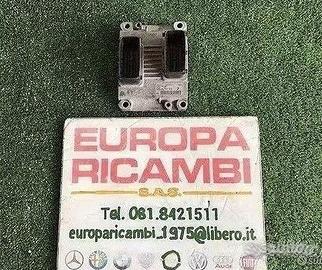 EUROPA
RICAMBI
S.A.S.
Tel. 081.8421511
europaricambi_1975@libero.it